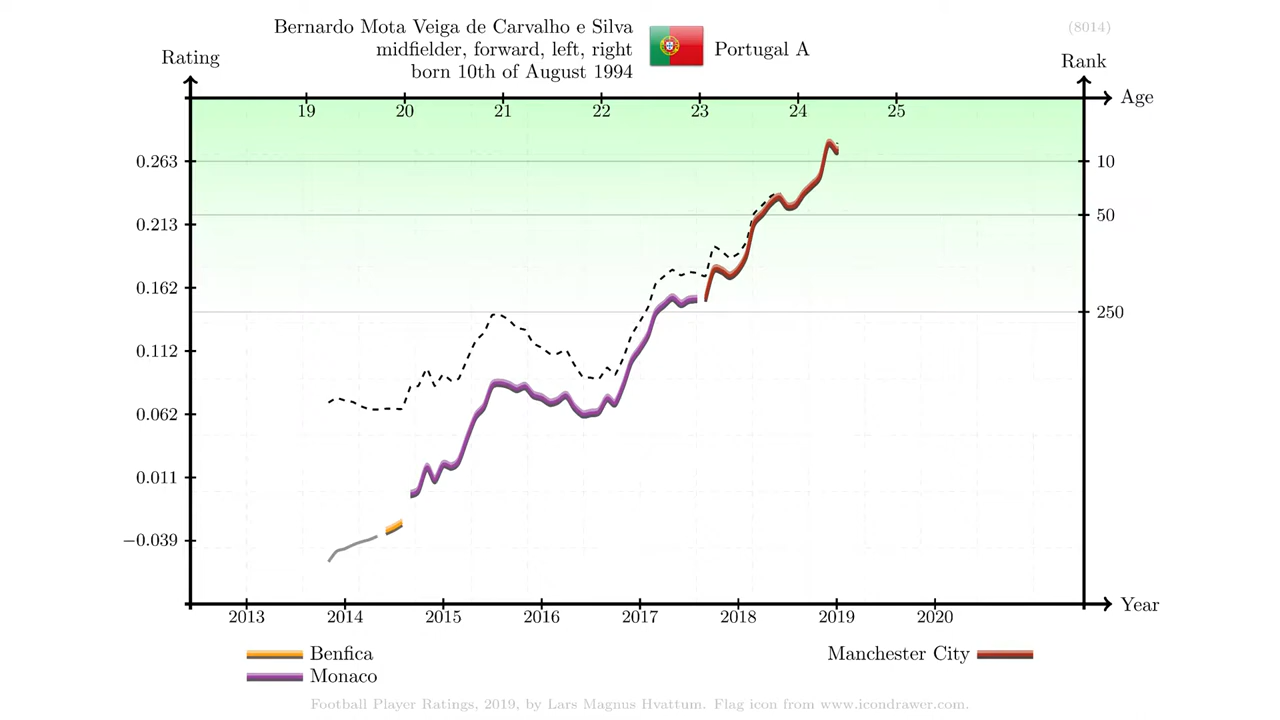 Bernardo Mota Veiga de Carvalho e Silva
midfielder, forward, left, right
born 10th of August 1994
Portugal A
(8014)
Rating
Rank
19 20 21 22 23 24 25 Age
0.263
0.213
0.162
0.112
0.062
0.011
−0.039
10
50
250
2013 2014 2015 2016 2017 2018 2019 2020 Year
Benfica
Monaco
Manchester City
Football Player Ratings, 2019, by Lars Magnus Hvattum. Flag icon from www.icondrawer.com.